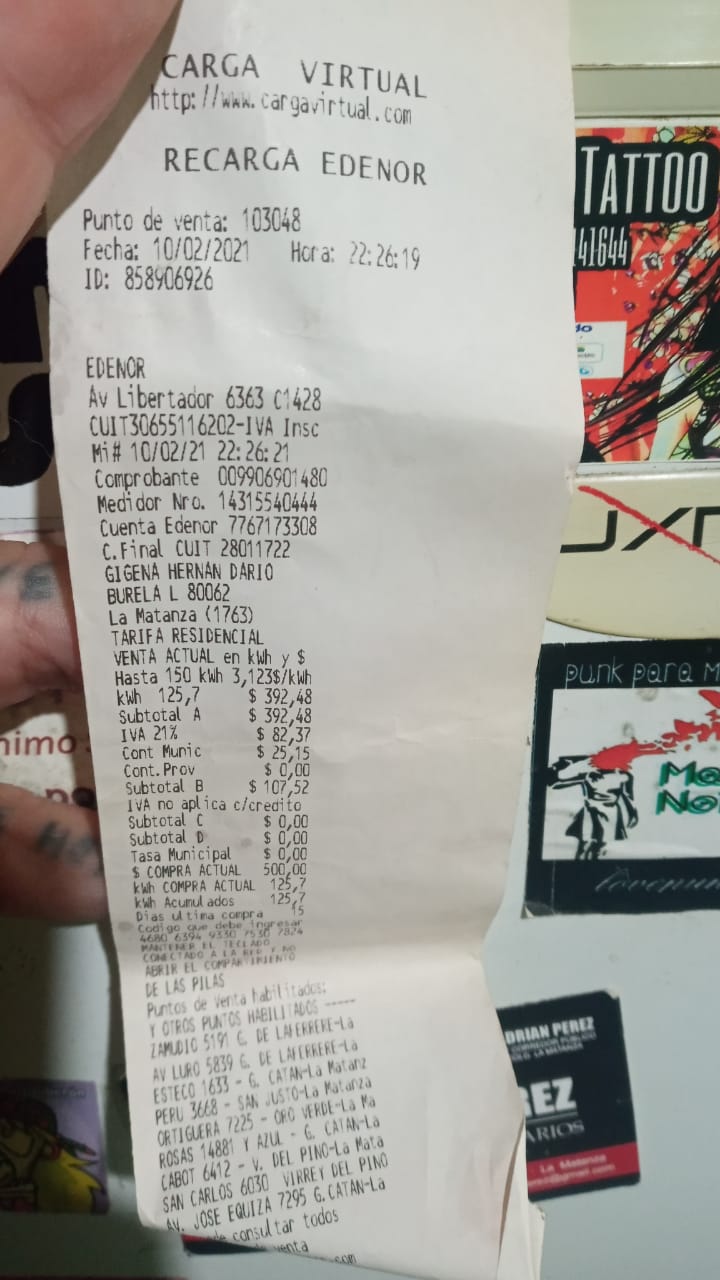 CARGA VIRTUAL
http://www.cargavirtual.com
RECARGA EDENOR
Punto de venta: 103048
Fecha: 10/02/2021 Hora: 22:26:19
ID: 858906926
EDENOR
Av Libertador 6363 C1428
CUIT30655116202-IVA Insc
Mi# 10/02/21 22:26:21
Comprobante 009906901480
Medidor Nro. 14315540444
Cuenta Edenor 7767173308
C.Final CUIT 28011722
GIGENA HERNAN DARIO
BURELA L 80062
La Matanza (1763)
TARIFA RESIDENCIAL
VENTA ACTUAL en kWh y $
Hasta 150 kWh 3,123$/kWh
kWh 125,7 $ 392,48
Subtotal A $ 392,48
IVA 21% $ 82,37
Cont Munic $ 25,15
Cont.Prov $ 0,00
Subtotal B $ 107,52
IVA no aplica c/credito
Subtotal C $ 0,00
Subtotal D $ 0,00
Tasa Municipal $ 0,00
$ COMPRA ACTUAL 500,00
kWh COMPRA ACTUAL 125,7
kWh Acumulados 125,7
Dias ultima compra 15
Codigo que debe ingresar
4680 6394 9330 7530 7824
MANTENER EL TECLADO
CONECTADO A LA RED Y NO
ABRIR EL COMPARTIMIENTO
DE LAS PILAS
Puntos de venta habilitados:
Y OTROS PUNTOS HABILITADOS -----
ZAMUDIO 5191 G. DE LAFERRERE-La
AV LURO 5839 G. DE LAFERRERE-La
ESTECO 1633 - G. CATAN-La Matanz
PERU 3668 - SAN JUSTO-La Matanza
ORTIGUERA 7225 - ORO VERDE-La Ma
ROSAS 14881 Y AZUL - G. CATAN-La
CABOT 6412 - V. DEL PINO-La Mata
SAN CARLOS 6030 VIRREY DEL PINO
AV. JOSE EQUIZA 7295 G.CATAN-La
consultar todos
venta
.com
TATTOO
41644
punk para M
DRIAN PEREZ
CORREDOR PÚBLICO
LA MATANZA
REZ
ARIOS
La Matanza
@gmail.com
nimo